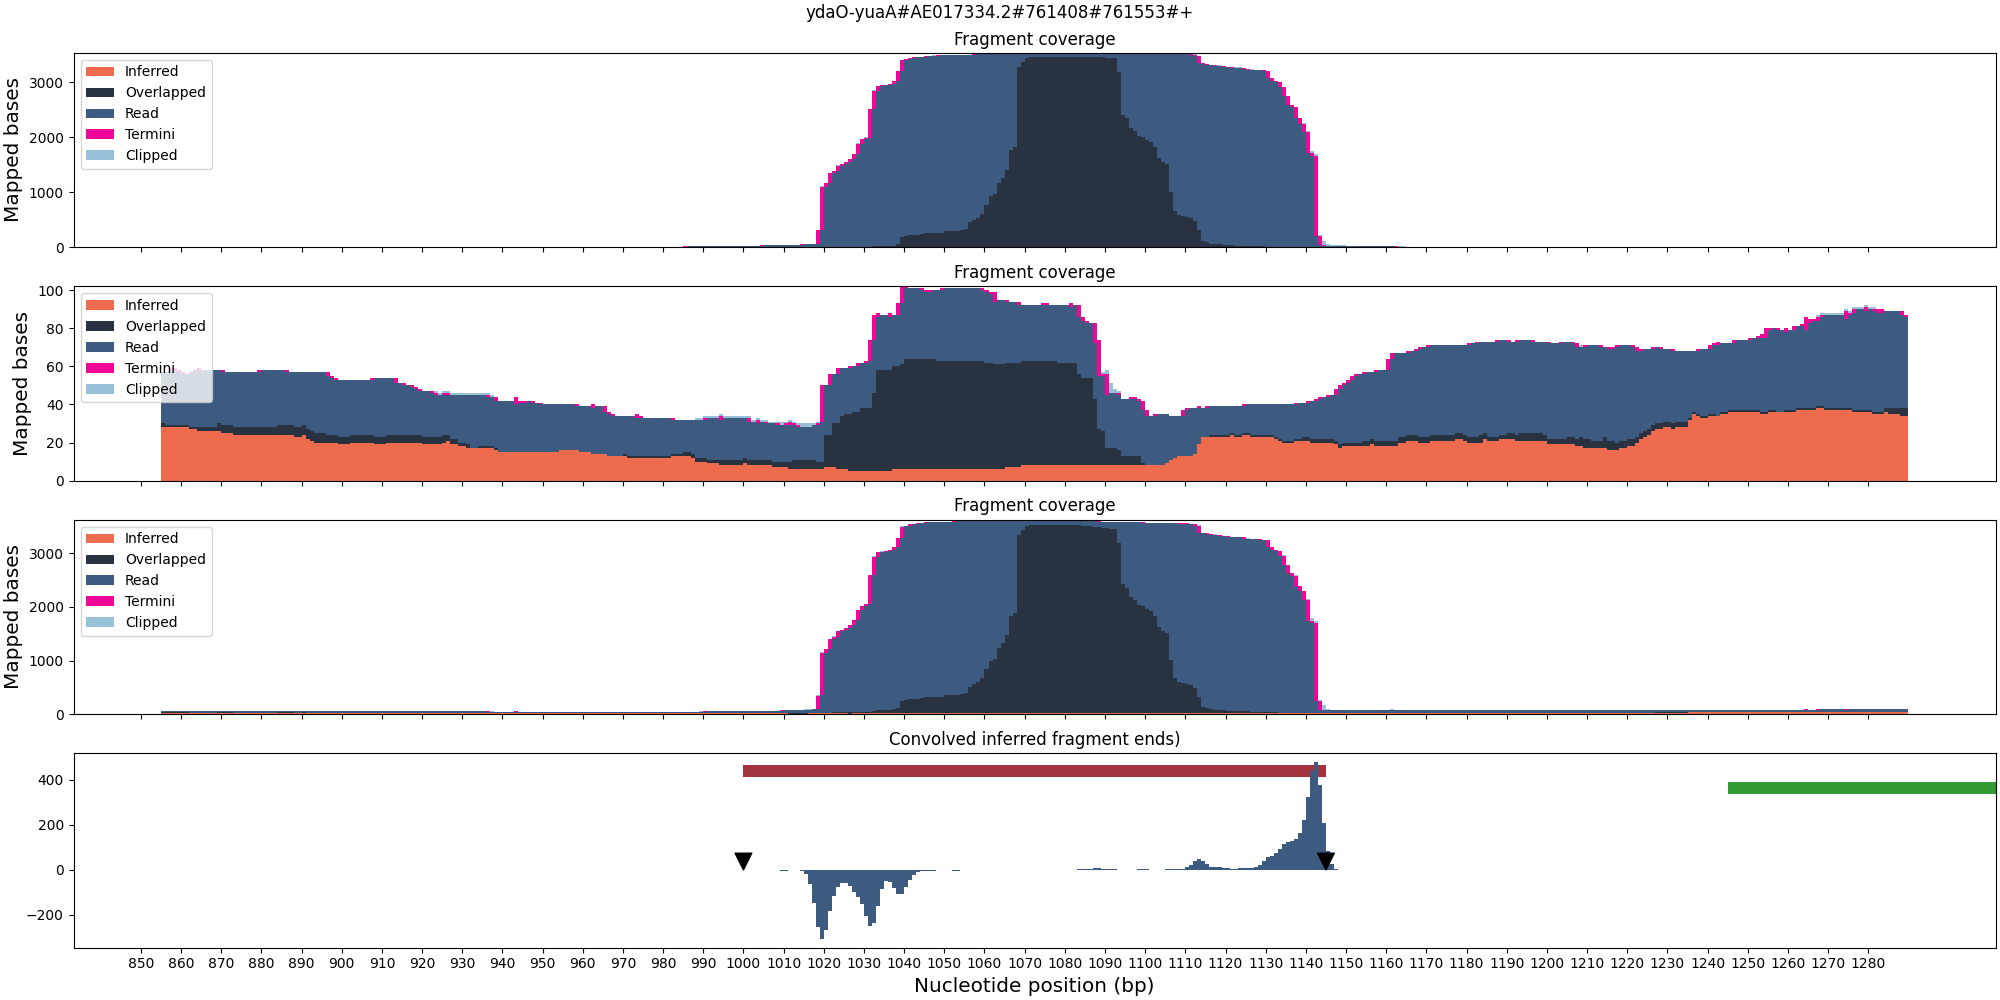 ydaO-yuaA#AE017334.2#761408#761553#+
Fragment coverage
Mapped bases
3000
2000
1000
0
Inferred
Overlapped
Read
Termini
Clipped
Fragment coverage
Mapped bases
100
80
60
40
20
0
Inferred
Overlapped
Read
Termini
Clipped
Fragment coverage
Mapped bases
3000
2000
1000
0
Inferred
Overlapped
Read
Termini
Clipped
Convolved inferred fragment ends)
400
200
0
−200
850 860 870 880 890 900 910 920 930 940 950 960 970 980 990 1000 1010 1020 1030 1040 1050 1060 1070 1080 1090 1100 1110 1120 1130 1140 1150 1160 1170 1180 1190 1200 1210 1220 1230 1240 1250 1260 1270 1280
Nucleotide position (bp)